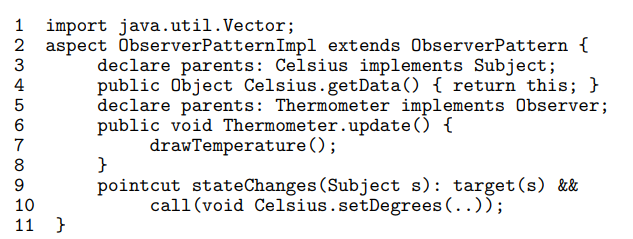 1 import java.util.Vector;
2 aspect ObserverPatternImpl extends ObserverPattern {
3 declare parents: Celsius implements Subject;
4 public Object Celsius.getData() { return this; }
5 declare parents: Thermometer implements Observer;
6 public void Thermometer.update() {
7 drawTemperature();
8 }
9 pointcut stateChanges(Subject s): target(s) &&
10 call(void Celsius.setDegrees(..));
11 }